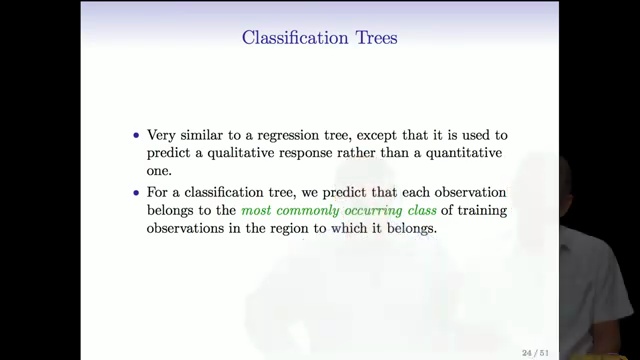 Classification Trees
• Very similar to a regression tree, except that it is used to
predict a qualitative response rather than a quantitative
one.
• For a classification tree, we predict that each observation
belongs to the most commonly occurring class of training
observations in the region to which it belongs.
24 / 51